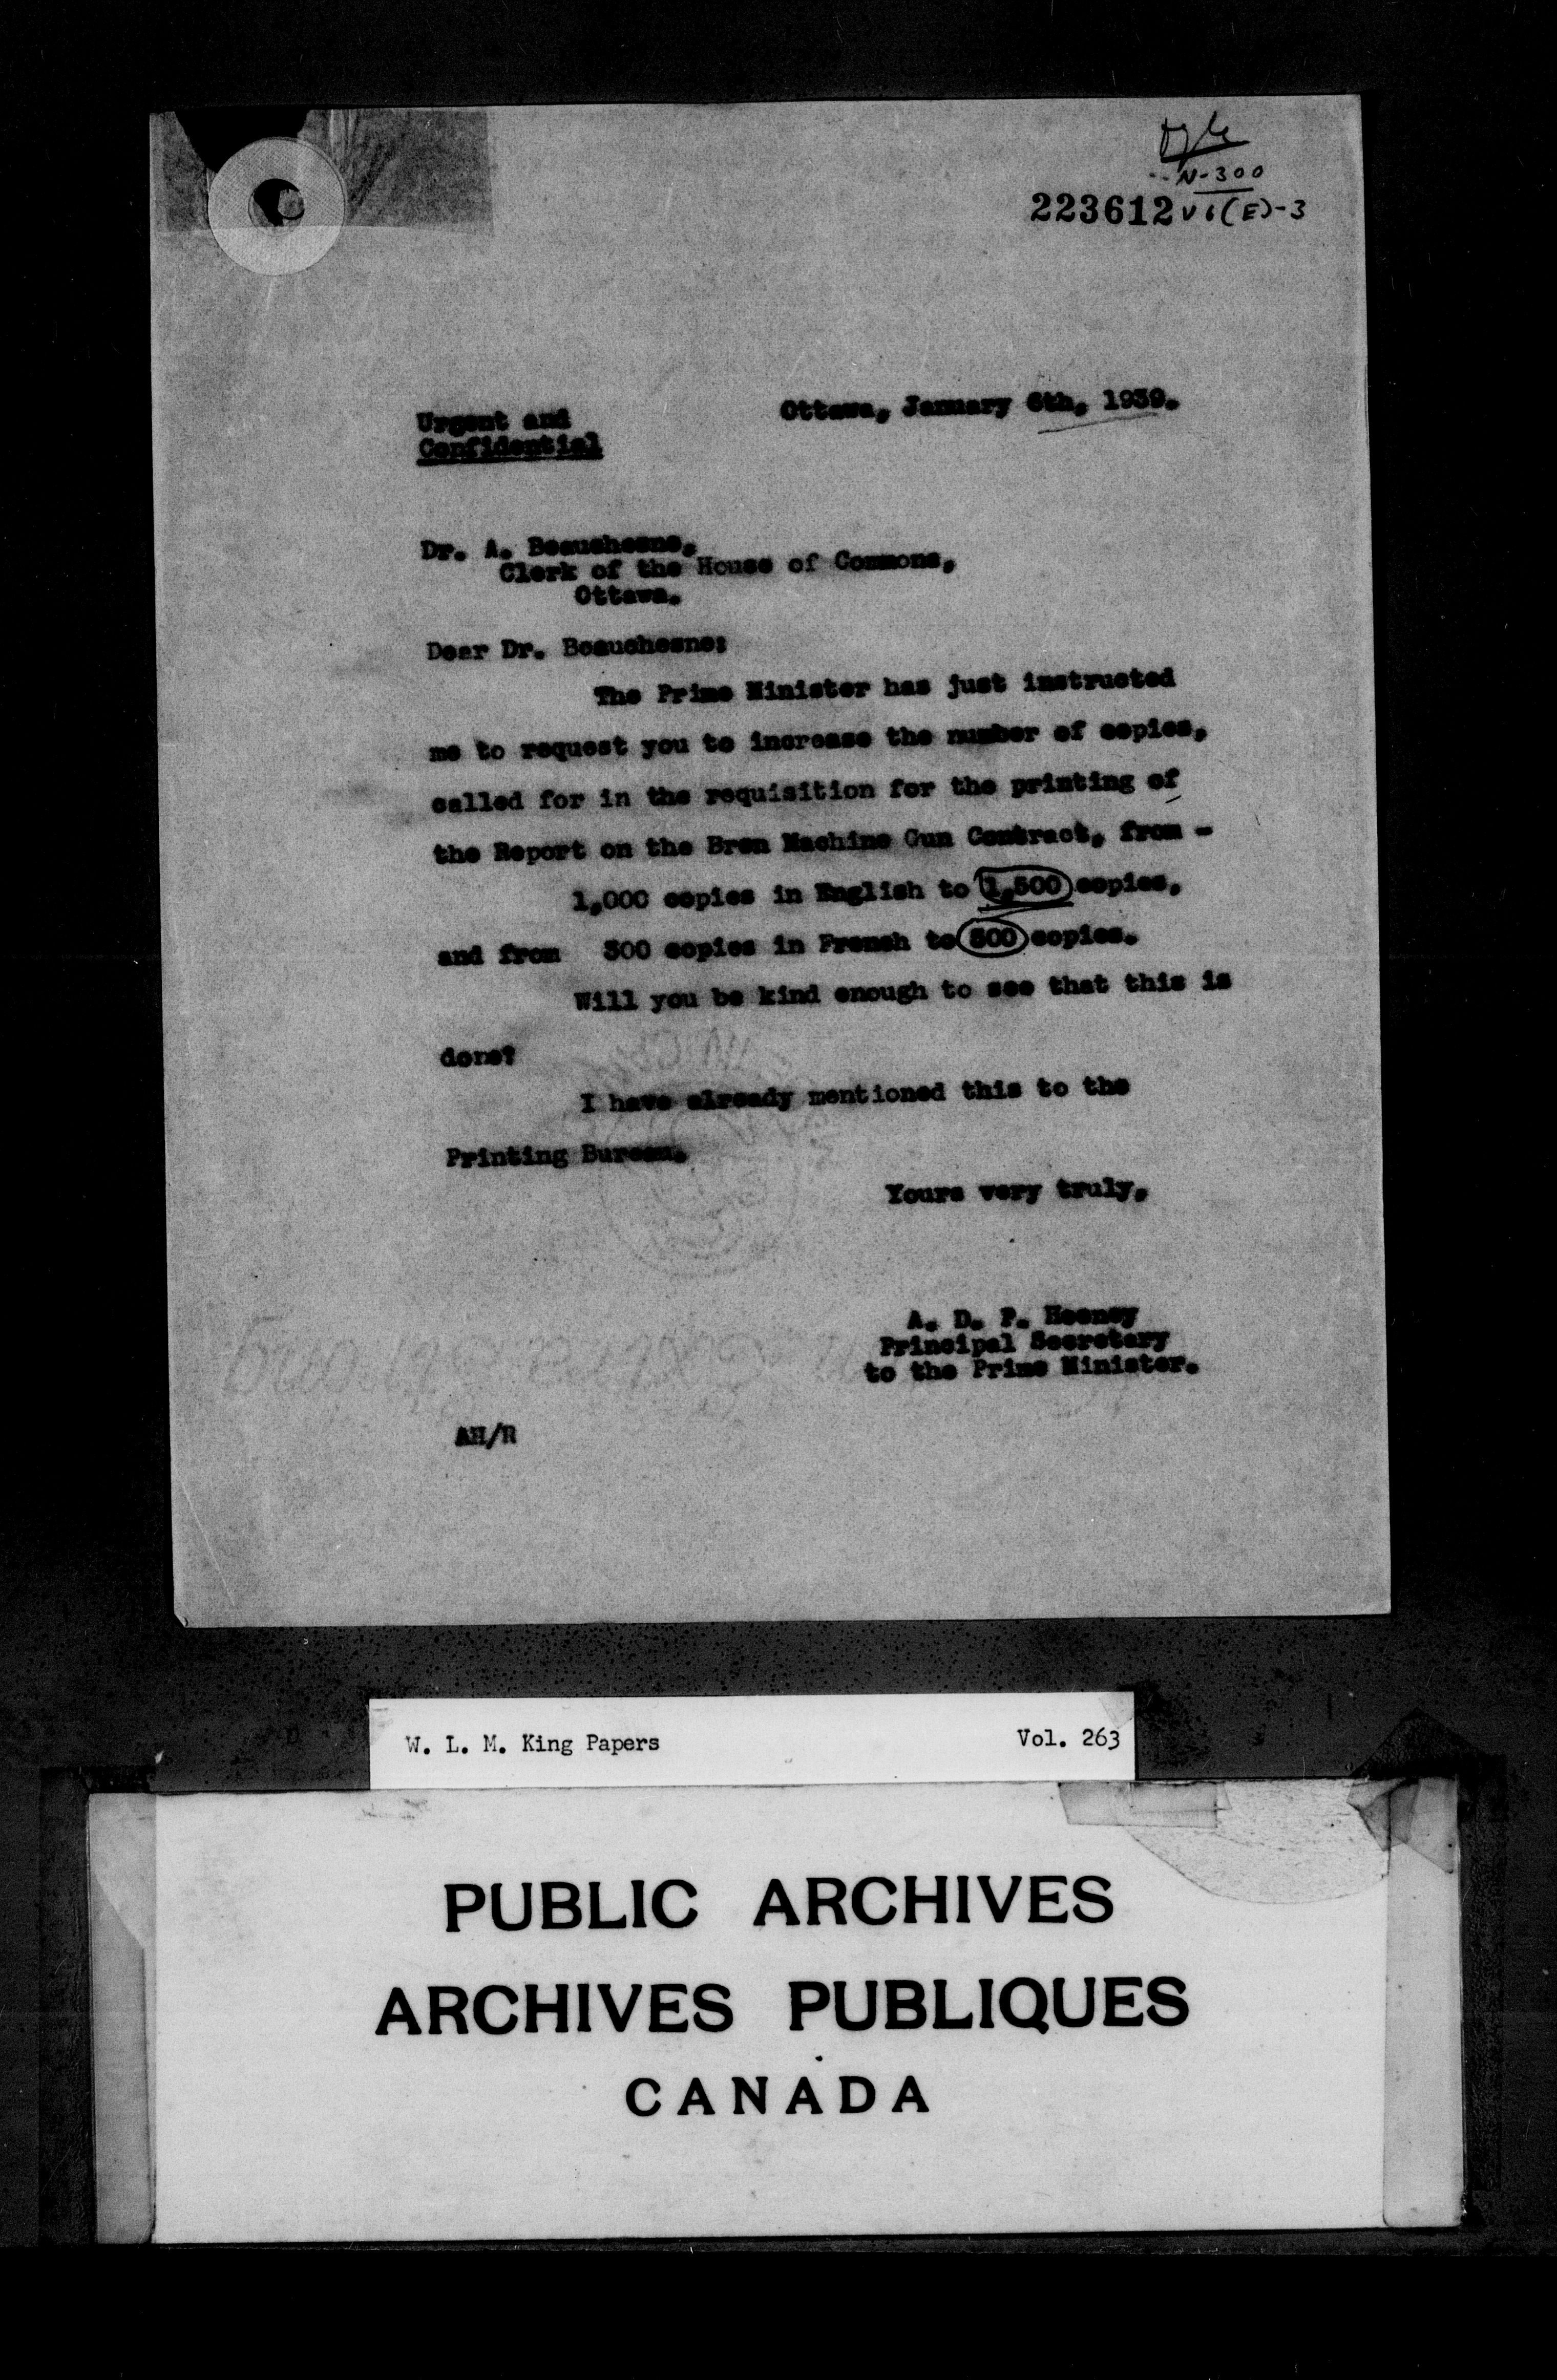 file
N-300
223612 VI(E)-3
Ottawa, January 6th, 1939.
Urgent and
Confidential
Dr. A. Beauchesne,
Clerk of the House of Commons,
Ottawa.
Dear Dr. Beauchesne:
The Prime Minister has just instructed
me to request you to increase the number of copies,
called for in the requisition for the printing of
the Report on the Bren Machine Gun Contract, from -
1,000 copies in English to 1,500 copies,
and from 300 copies in French to 500 copies.
Will you be kind enough to see that this is
done?
I have already mentioned this to the
Printing Bureau.
Yours very truly,
A. D. P. Heeney
Principal Secretary
to the Prime Minister.
AH/R
W. L. M. King Papers Vol. 263
PUBLIC ARCHIVES
ARCHIVES PUBLIQUES
CANADA